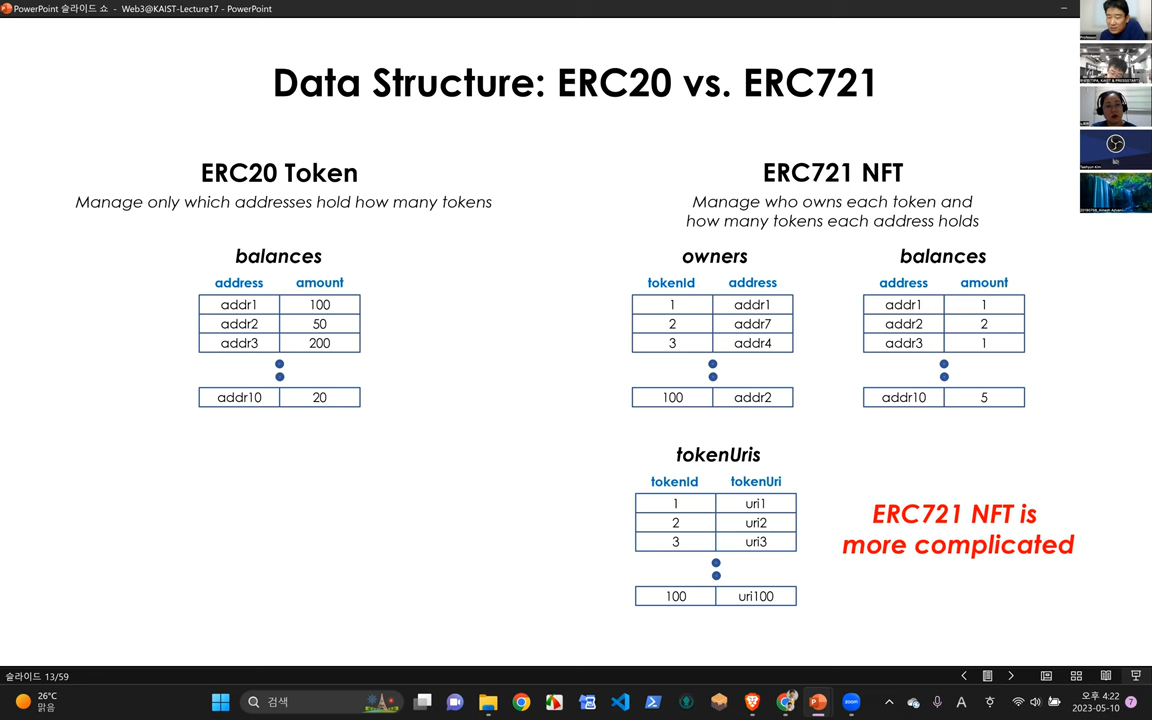 PowerPoint 슬라이드 쇼 - Web3@KAIST-Lecture17 - PowerPoint
Data Structure: ERC20 vs. ERC721
ERC20 Token
Manage only which addresses hold how many tokens
balances
address amount
addr1 100
addr2 50
addr3 200
addr10 20
ERC721 NFT
Manage who owns each token and
how many tokens each address holds
owners
tokenId address
1 addr1
2 addr7
3 addr4
100 addr2
balances
address amount
addr1 1
addr2 2
addr3 1
addr10 5
tokenUris
tokenId tokenUri
1 uri1
2 uri2
3 uri3
100 uri100
ERC721 NFT is
more complicated
Professor
슬라이드 13/59
26°C
맑음
검색
zoom
A
오후 4:22
2023-05-10
7